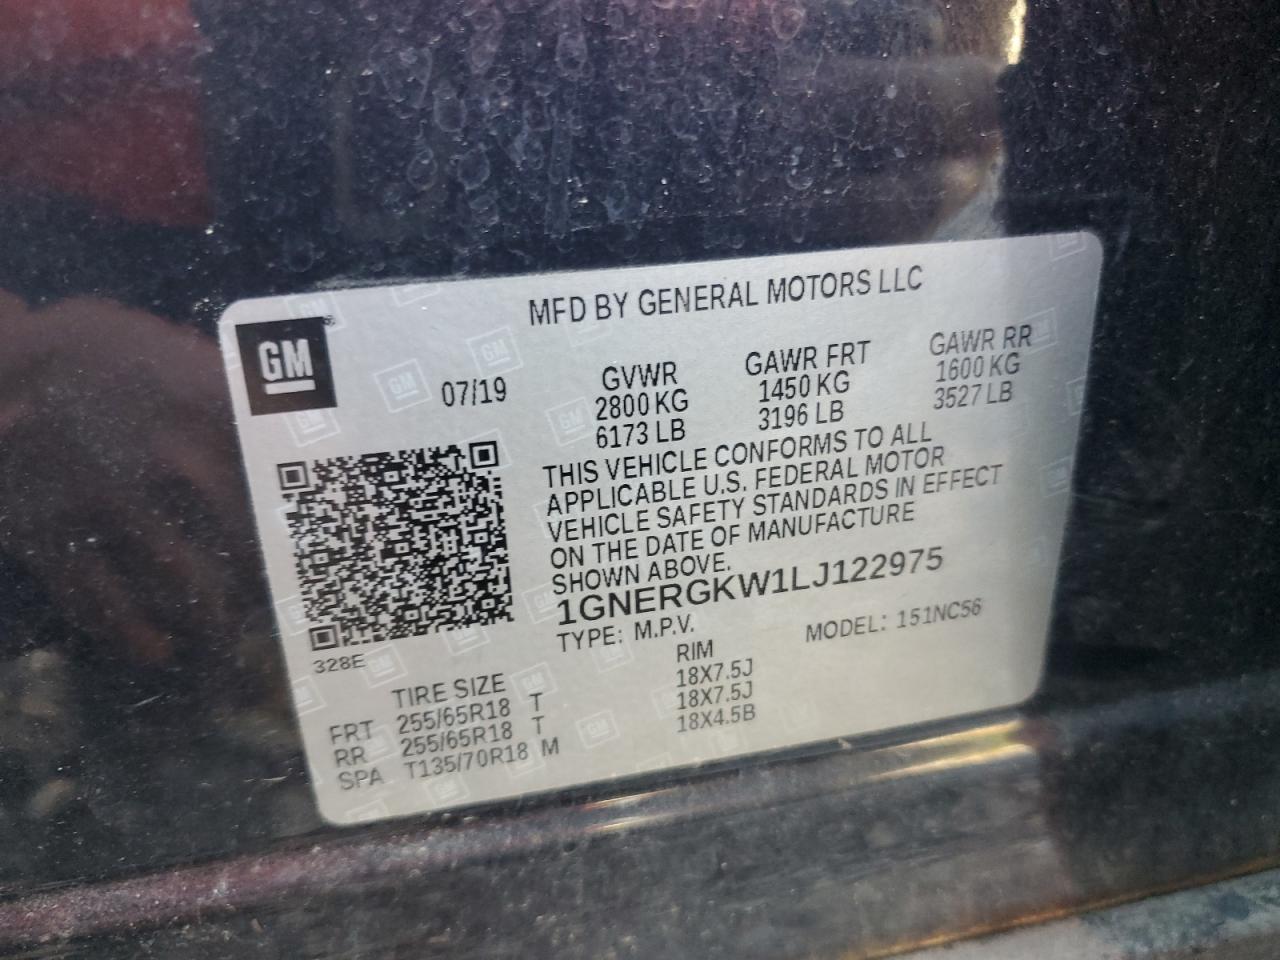 MFD BY GENERAL MOTORS LLC
GM
07/19
GVWR GAWR FRT GAWR RR
2800 KG 1450 KG 1600 KG
6173 LB 3196 LB 3527 LB
THIS VEHICLE CONFORMS TO ALL
APPLICABLE U.S. FEDERAL MOTOR
VEHICLE SAFETY STANDARDS IN EFFECT
ON THE DATE OF MANUFACTURE
SHOWN ABOVE.
1GNERGKW1LJ122975
TYPE: M.P.V. MODEL: 151NC56
328E
TIRE SIZE RIM
FRT 255/65R18 T 18X7.5J
RR 255/65R18 T 18X7.5J
SPA T135/70R18 M 18X4.5B